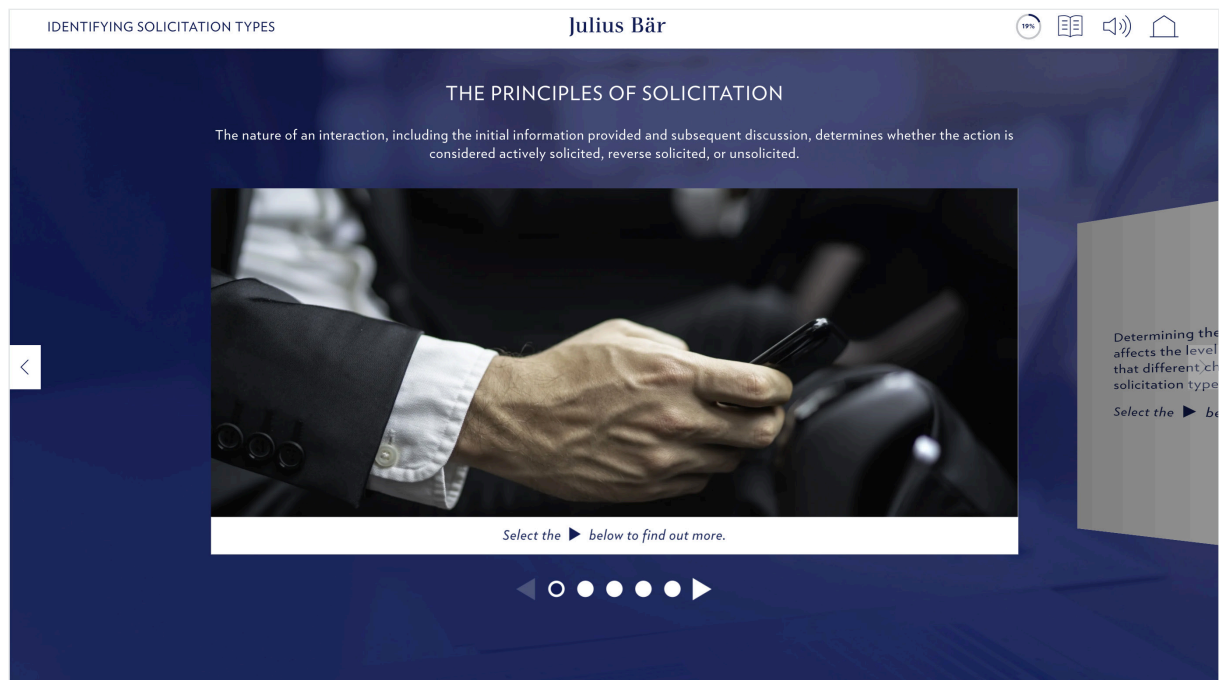 IDENTIFYING SOLICITATION TYPES
Julius Bär
19%
THE PRINCIPLES OF SOLICITATION
The nature of an interaction, including the initial information provided and subsequent discussion, determines whether the action is
considered actively solicited, reverse solicited, or unsolicited.
Determining the
affects the level
that different ch
solicitation type
Select the ▶ be
Select the ▶ below to find out more.